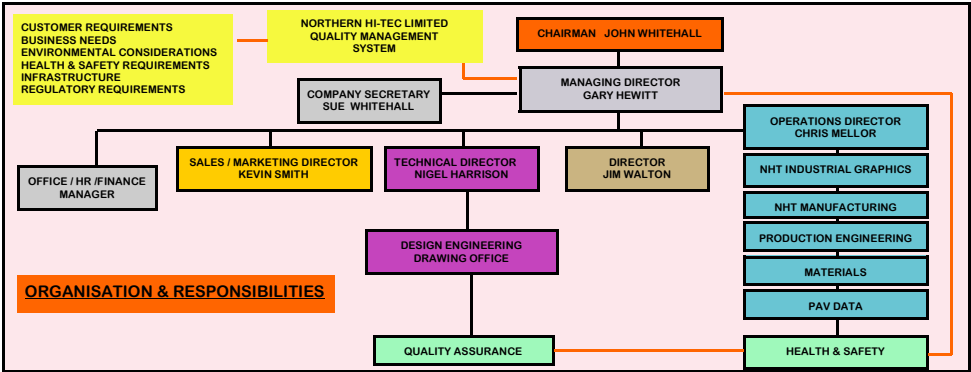 CUSTOMER REQUIREMENTS
BUSINESS NEEDS
ENVIRONMENTAL CONSIDERATIONS
HEALTH & SAFETY REQUIREMENTS
INFRASTRUCTURE
REGULATORY REQUIREMENTS
NORTHERN HI-TEC LIMITED
QUALITY MANAGEMENT
SYSTEM
CHAIRMAN JOHN WHITEHALL
MANAGING DIRECTOR
GARY HEWITT
COMPANY SECRETARY
SUE WHITEHALL
OPERATIONS DIRECTOR
CHRIS MELLOR
OFFICE / HR /FINANCE
MANAGER
SALES / MARKETING DIRECTOR
KEVIN SMITH
TECHNICAL DIRECTOR
NIGEL HARRISON
DIRECTOR
JIM WALTON
NHT INDUSTRIAL GRAPHICS
NHT MANUFACTURING
PRODUCTION ENGINEERING
MATERIALS
PAV DATA
DESIGN ENGINEERING
DRAWING OFFICE
ORGANISATION & RESPONSIBILITIES
QUALITY ASSURANCE
HEALTH & SAFETY